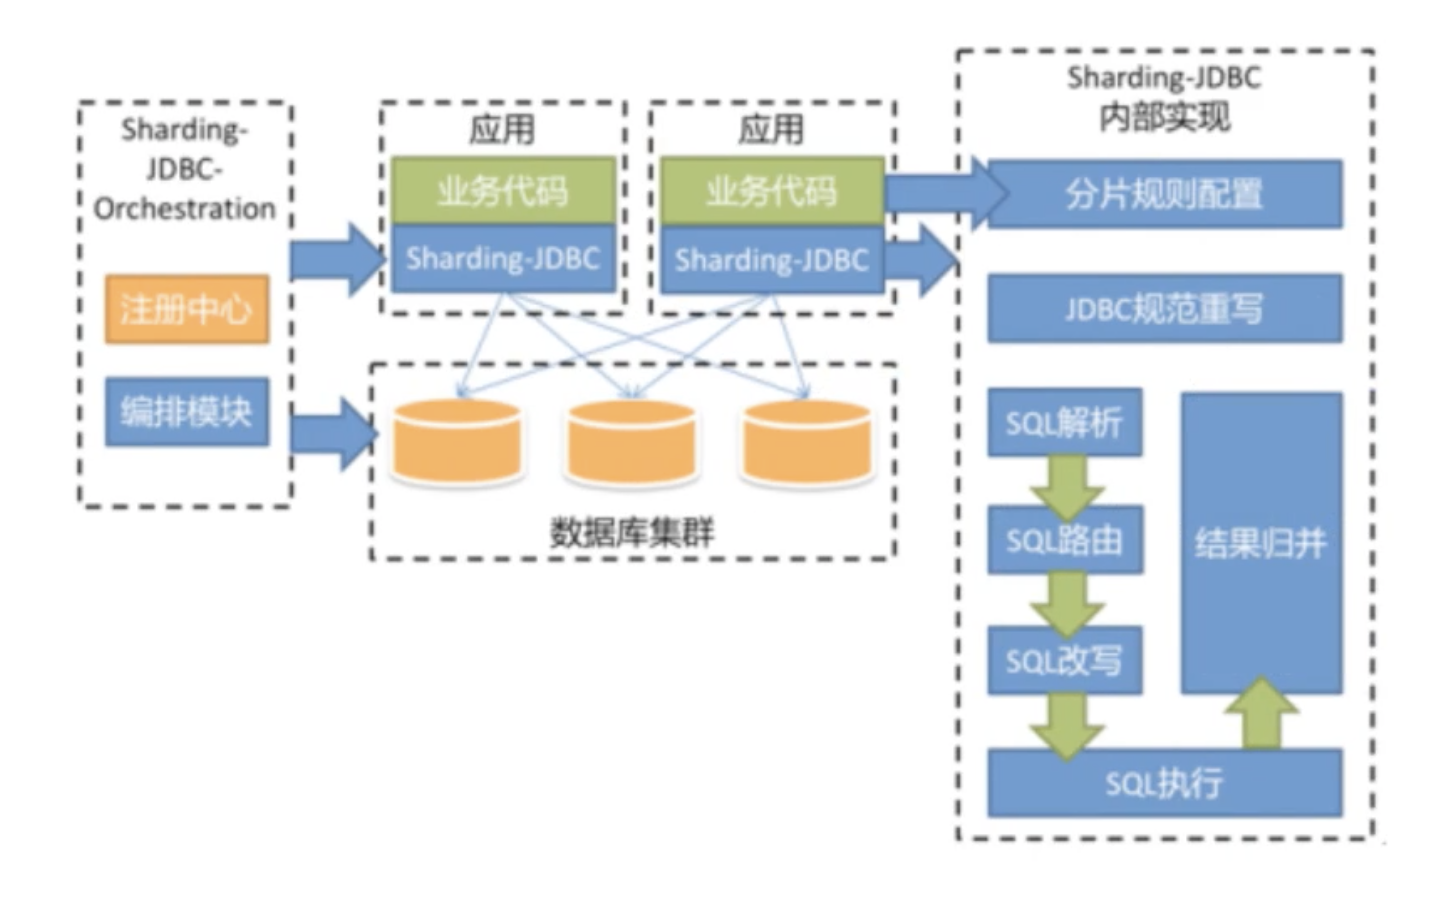 Sharding-
JDBC-
Orchestration
注册中心
编排模块
应用
业务代码
Sharding-JDBC
应用
业务代码
Sharding-JDBC
数据库集群
Sharding-JDBC
内部实现
分片规则配置
JDBC规范重写
SQL解析
SQL路由
SQL改写
结果归并
SQL执行